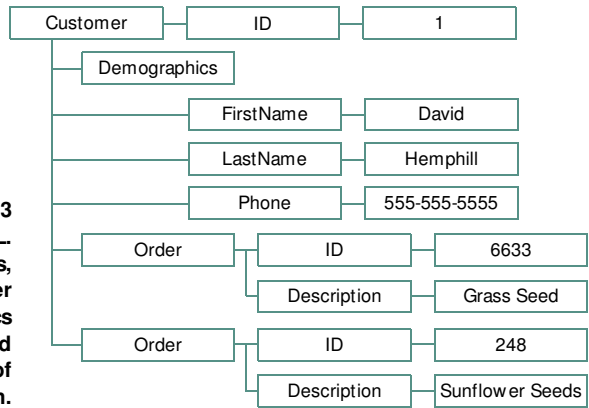 Customer ID 1
Demographics
FirstName David
LastName Hemphill
Phone 555-555-5555
Order ID 6633
Description Grass Seed
Order ID 248
Description Sunflower Seeds
3